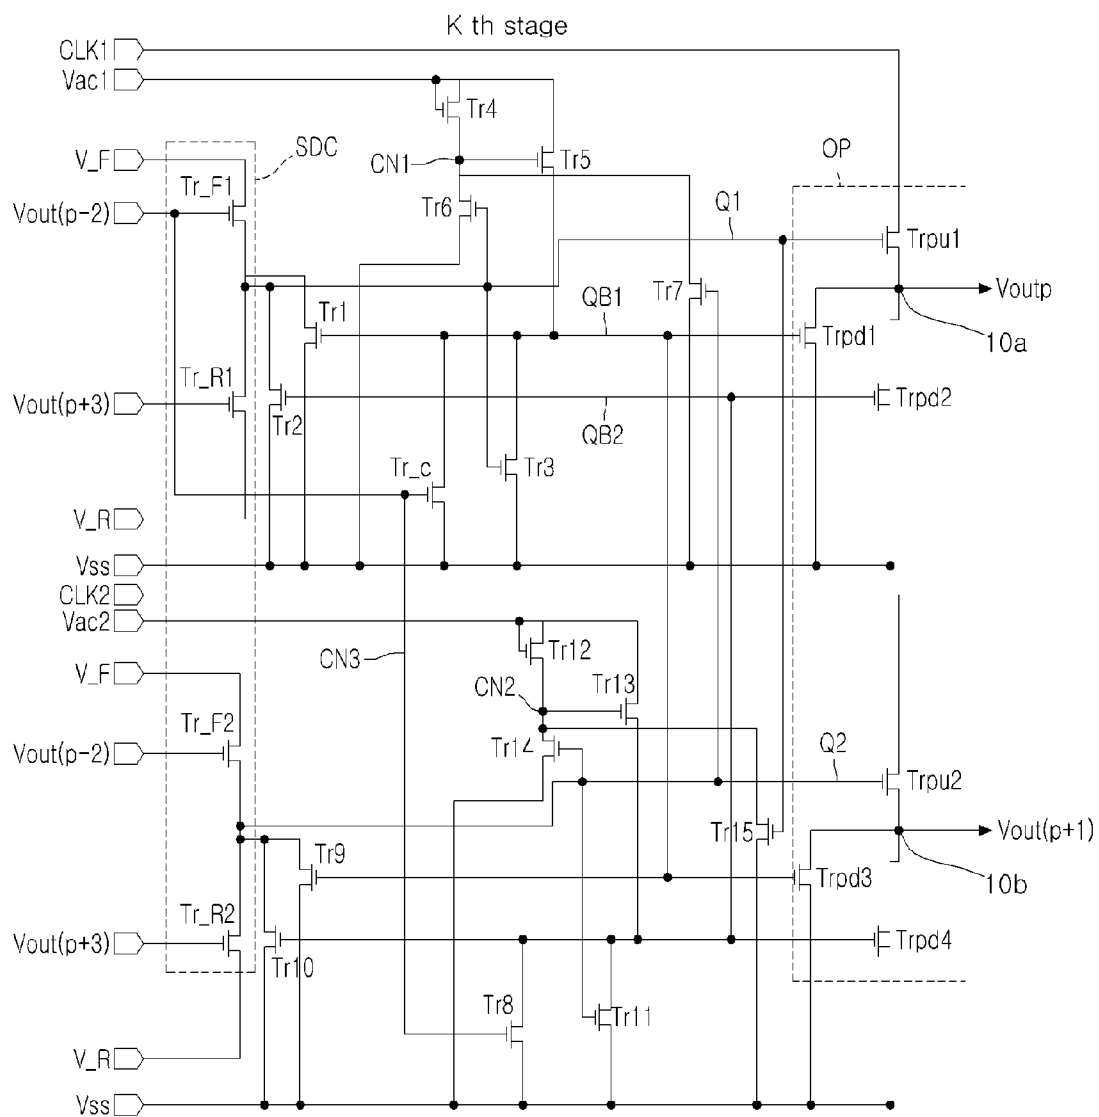 K th stage
CLK1
Vac1
Tr4
V_F
SDC
CN1
Tr5
OP
Tr_F1
Vout(p-2)
Tr6
Q1
Trpu1
Tr7
QB1
Voutp
Tr1
Trpd1
10a
Tr_R1
Vout(p+3)
Tr2
QB2
Trpd2
Tr_c
Tr3
V_R
Vss
CLK2
Vac2
CN3
Tr12
V_F
Tr13
CN2
Tr_F2
Vout(p-2)
Tr14
Q2
Trpu2
Tr15
Vout(p+1)
Tr9
Trpd3
10b
Tr_R2
Vout(p+3)
Tr10
Trpd4
Tr8
Tr11
V_R
Vss